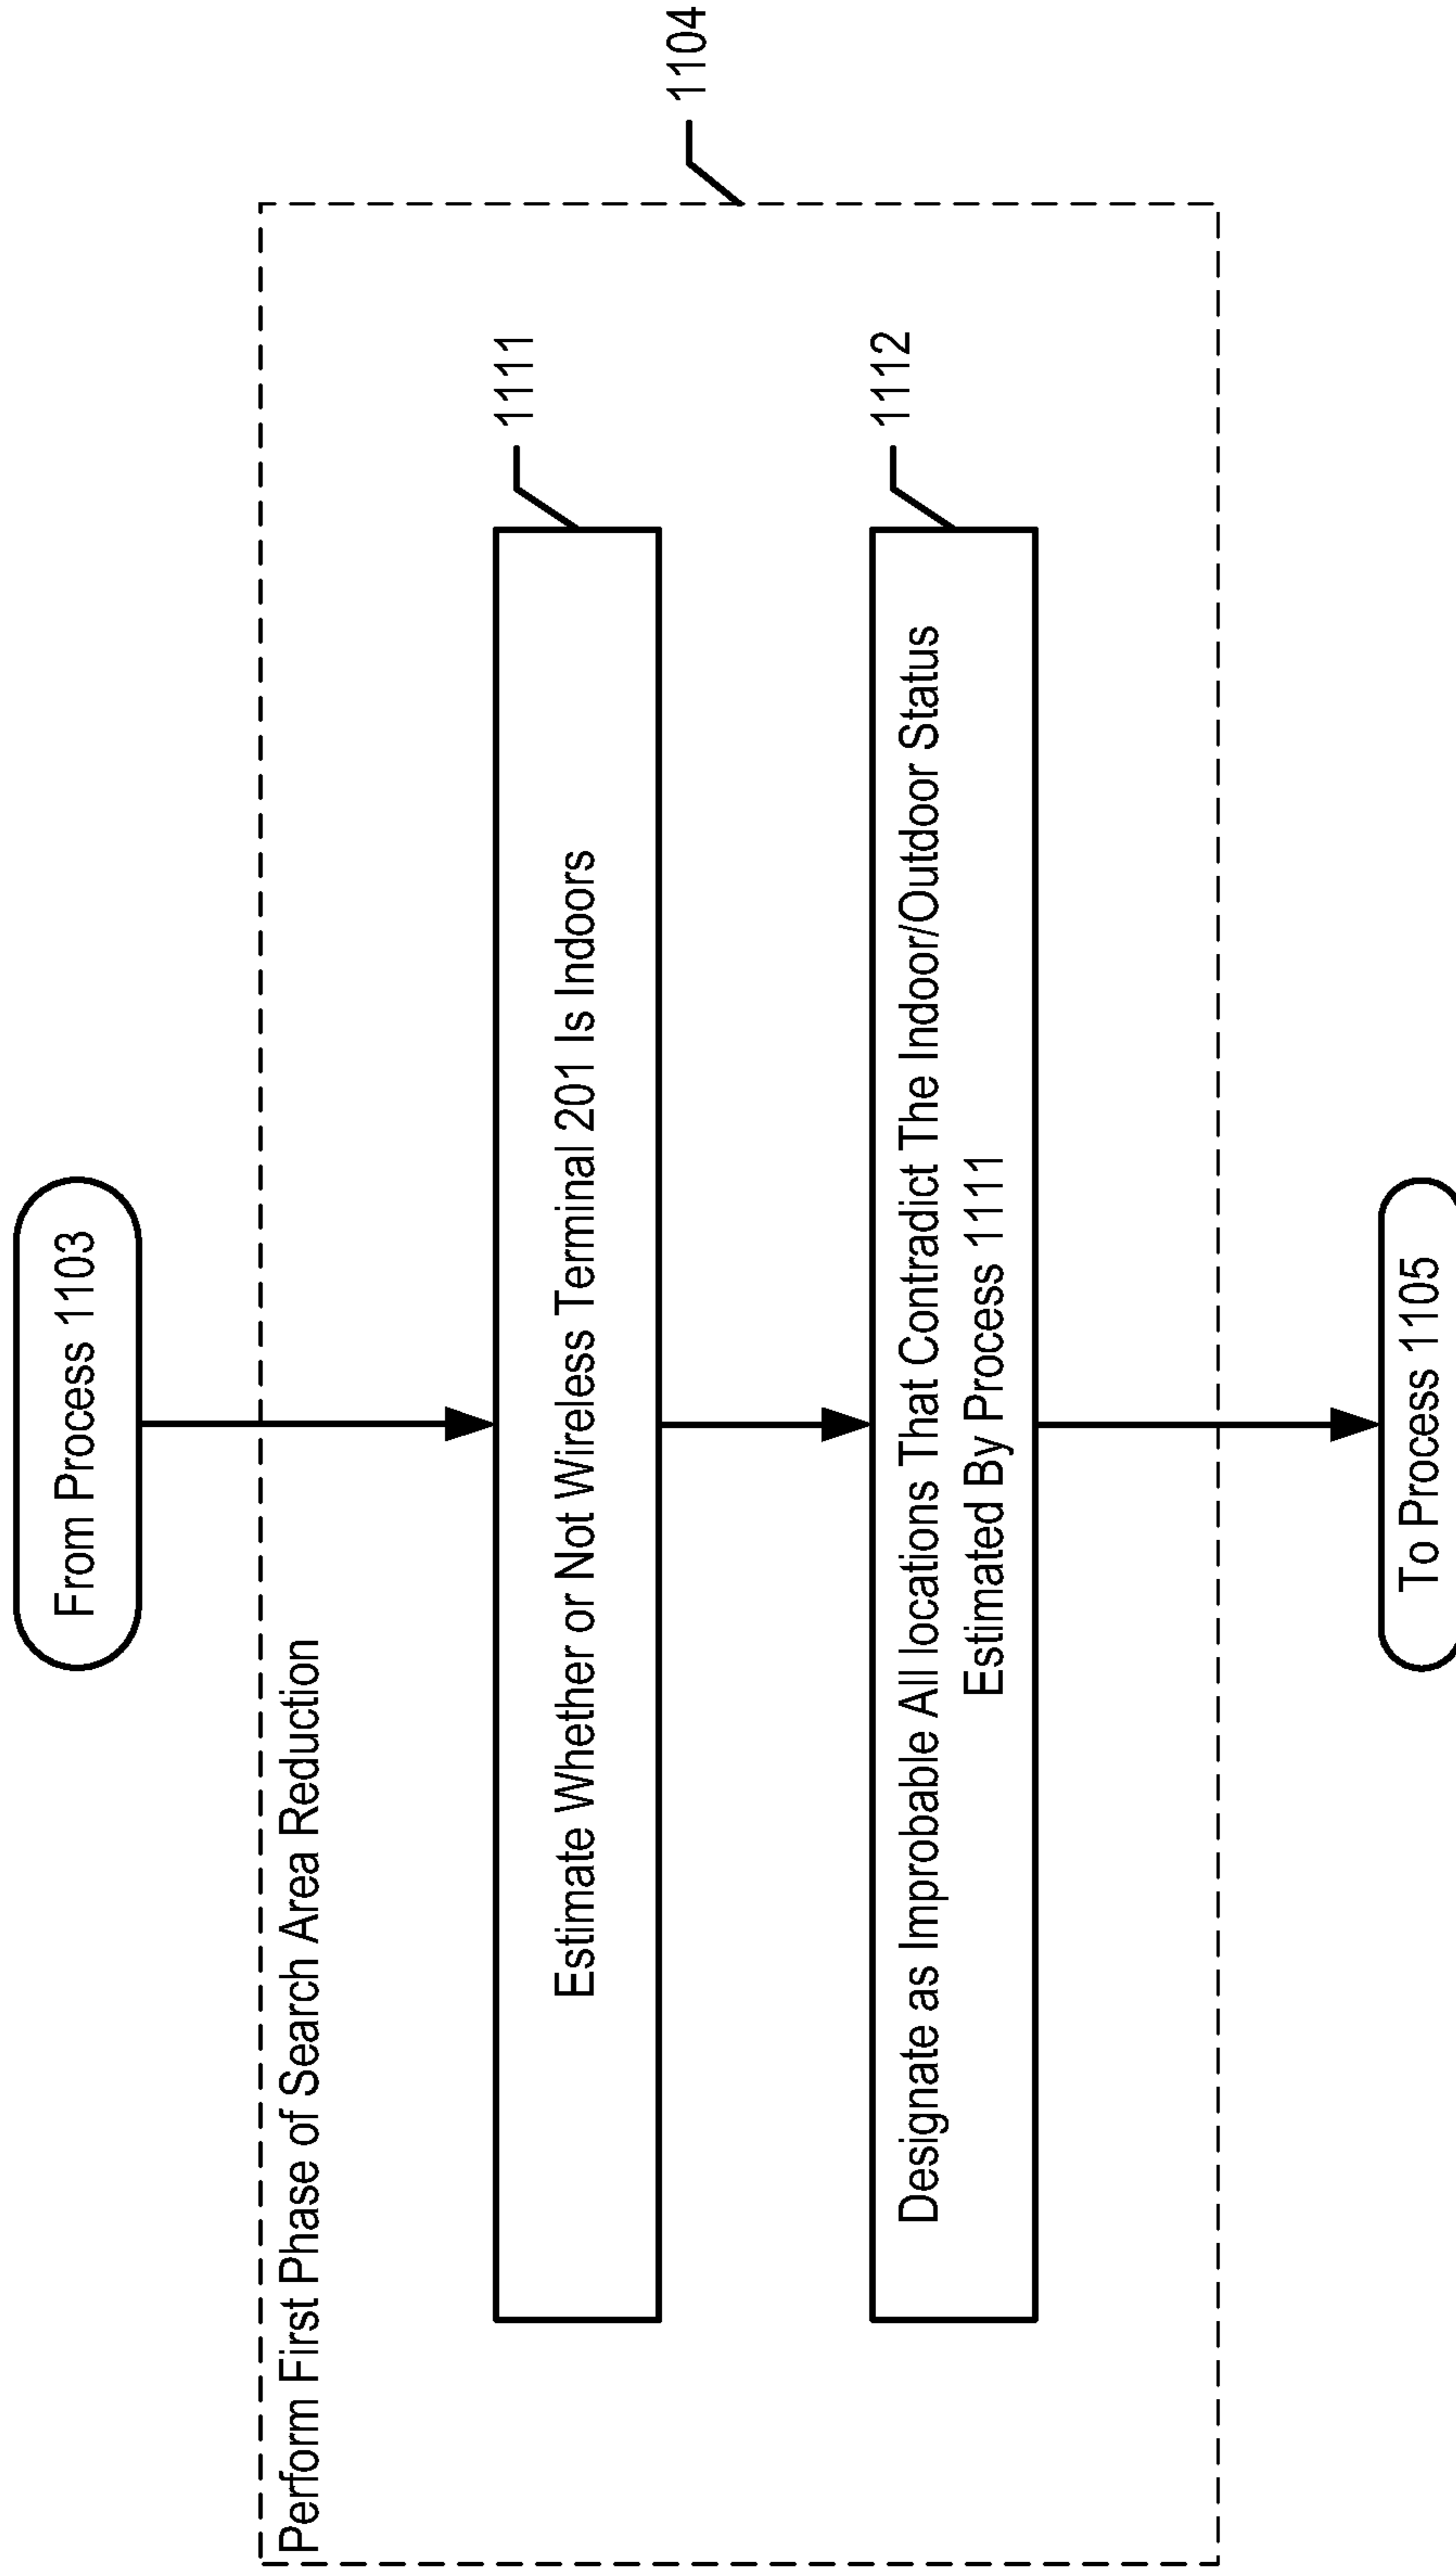 From Process 1103
Perform First Phase of Search Area Reduction
1104
1111
Estimate Whether or Not Wireless Terminal 201 Is Indoors
1112
Designate as Improbable All locations That Contradict The Indoor/Outdoor Status
Estimated By Process 1111
To Process 1105